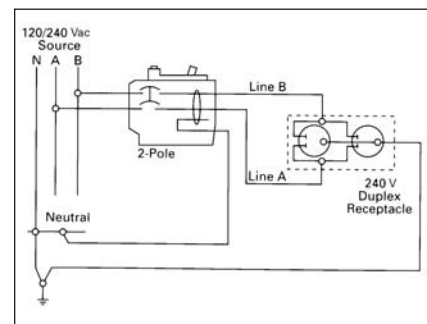 120/240 Vac
Source
N A B
Line B
2-Pole
Line A
240 V
Duplex
Receptacle
Neutral